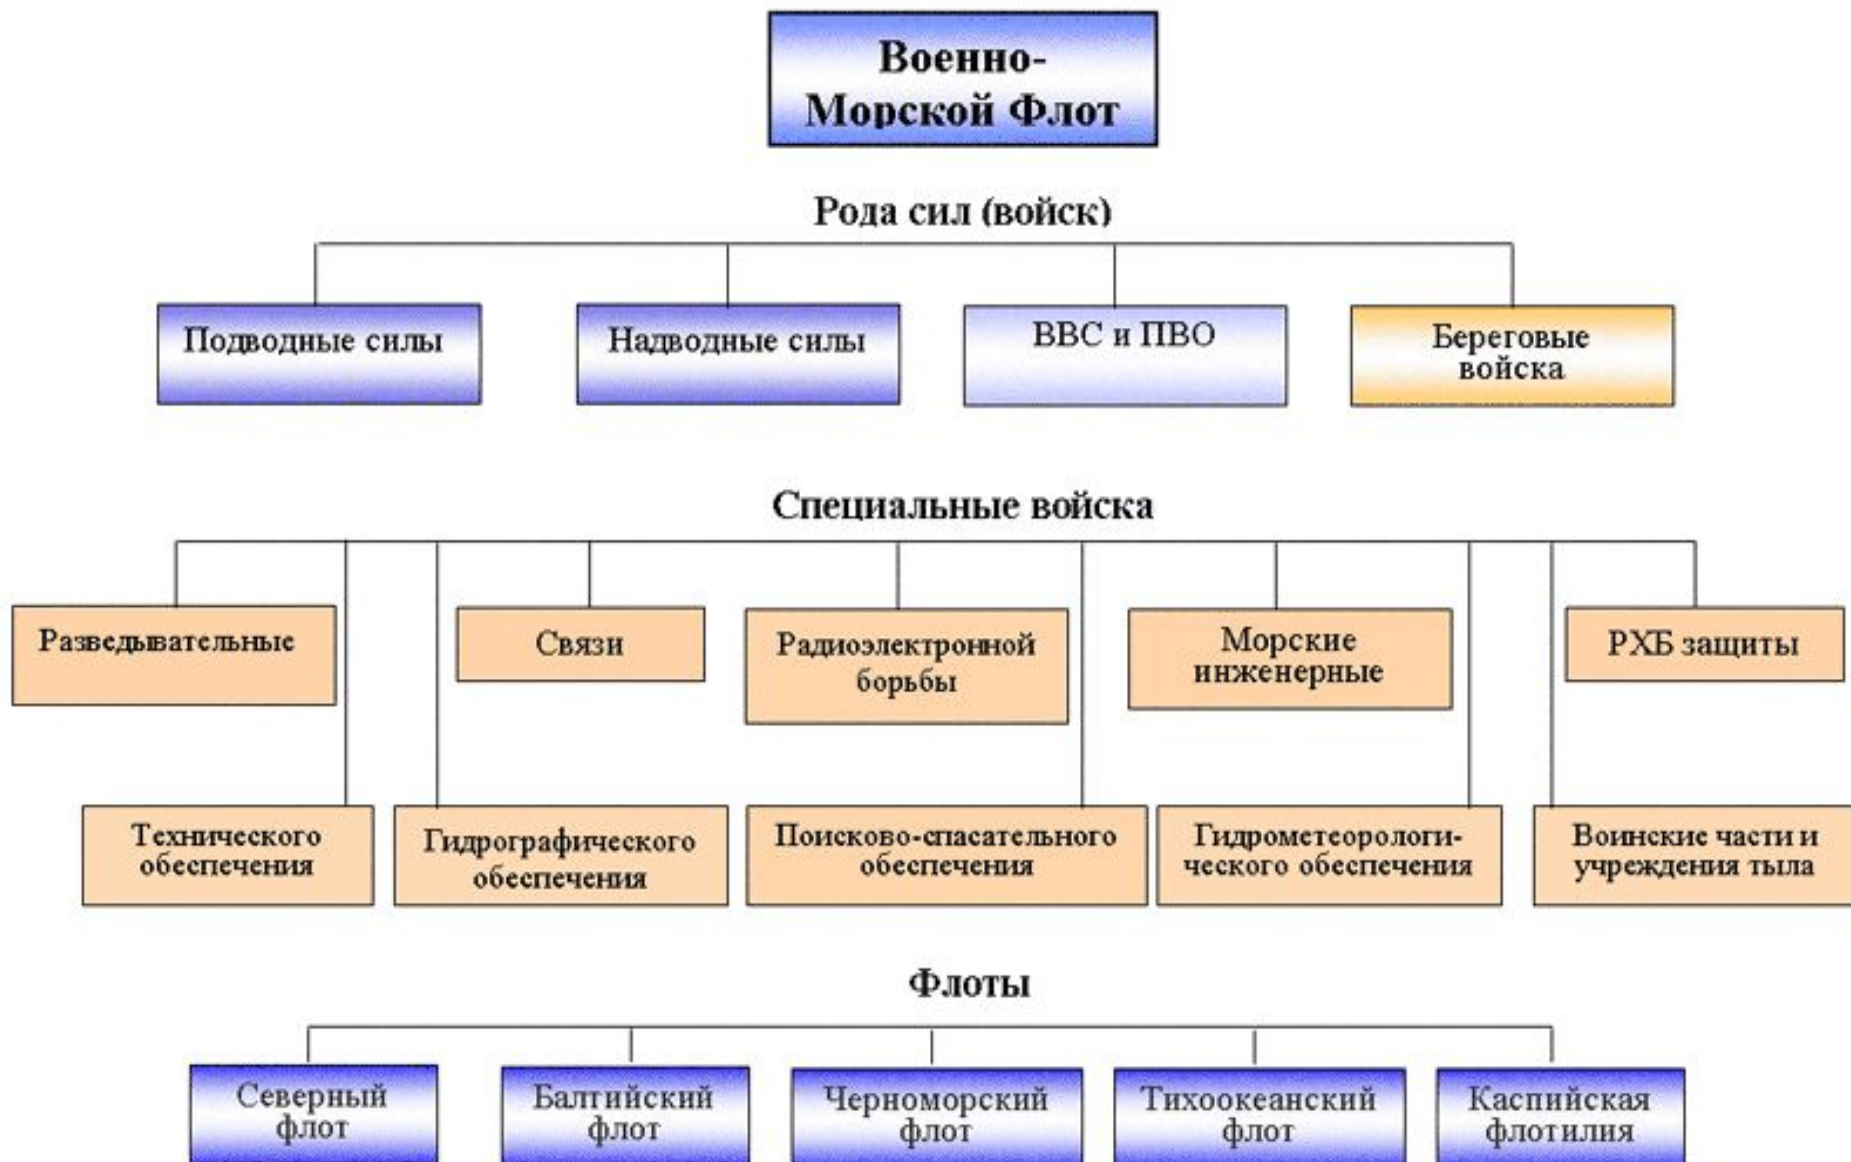 Военно-
Морской Флот
Рода сил (войск)
Подводные силы
Надводные силы
ВВС и ПВО
Береговые
войска
Специальные войска
Разведывательные
Связи
Радиоэлектронной
борьбы
Морские
инженерные
РХБ защиты
Технического
обеспечения
Гидрографического
обеспечения
Поисково-спасательного
обеспечения
Гидрометеорологи-
ческого обеспечения
Воинские части и
учреждения тыла
Флоты
Северный
флот
Балтийский
флот
Черноморский
флот
Тихоокеанский
флот
Каспийская
флотилия